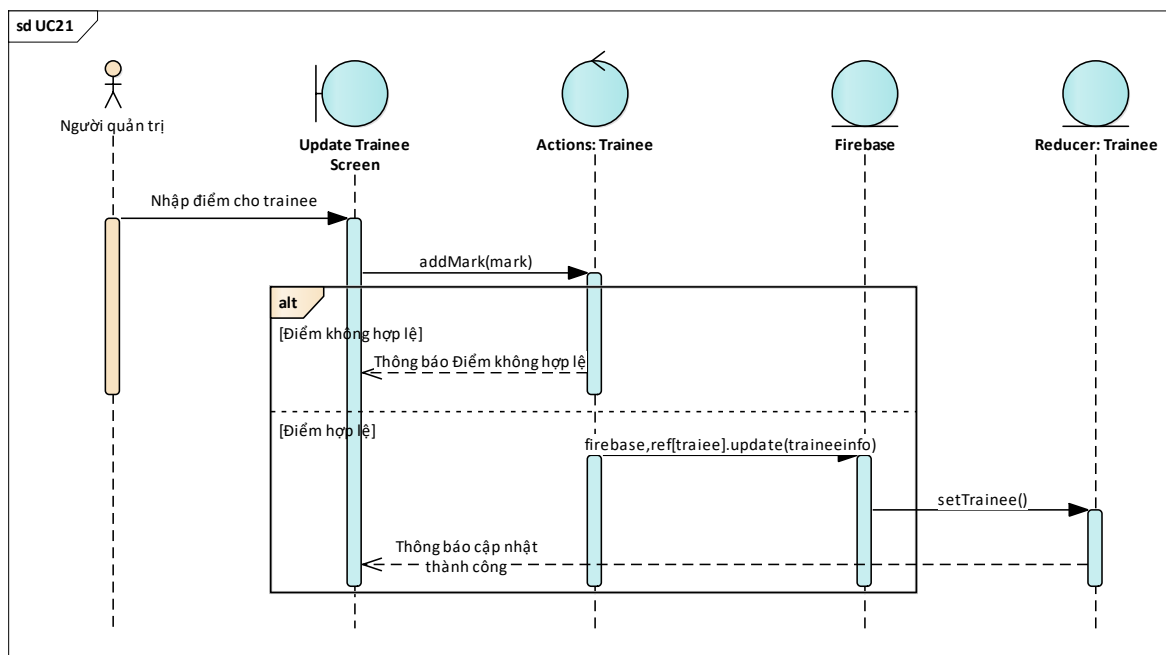 sd UC21
Người quản trị
Update Trainee
Screen
Actions: Trainee
Firebase
Reducer: Trainee
Nhập điểm cho trainee
addMark(mark)
alt
[Điểm không hợp lệ]
Thông báo Điểm không hợp lệ
[Điểm hợp lệ]
firebase,ref[traiee].update(traineeinfo)
setTrainee()
Thông báo cập nhật
thành công